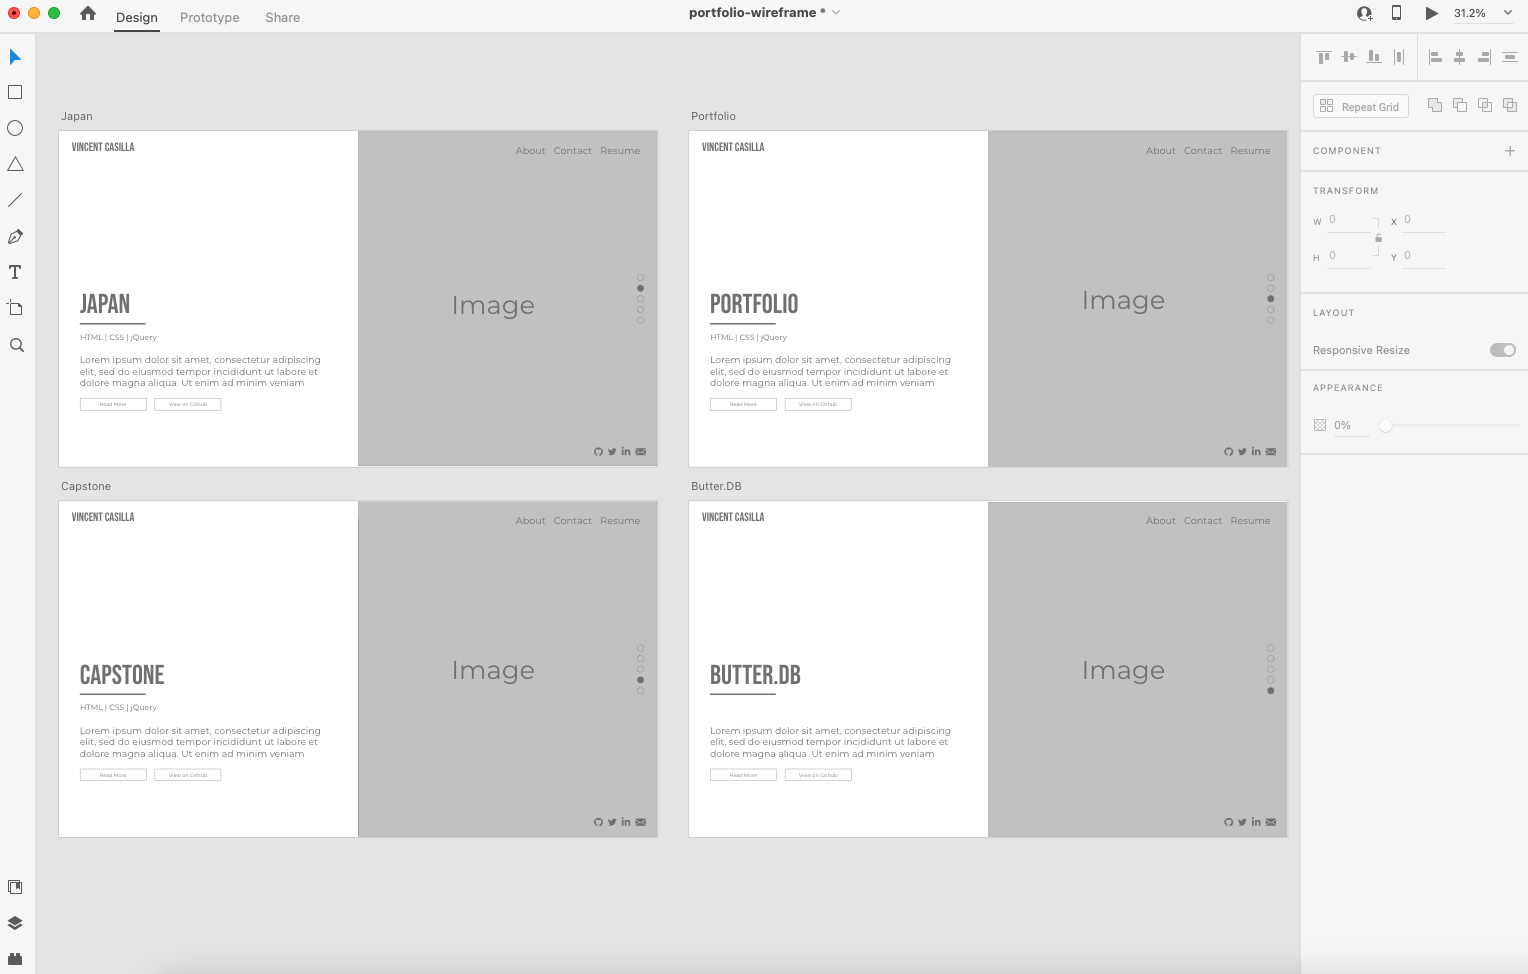 portfolio-wireframe *
Design
Prototype
Share
31.2%
Japan
VINCENT CASILLA
About Contact Resume
JAPAN
Image
HTML | CSS | jQuery
Lorem ipsum dolor sit amet, consectetur adipiscing
elit, sed do eiusmod tempor incididunt ut labore et
dolore magna aliqua. Ut enim ad minim veniam
Read More
View on Github
Portfolio
VINCENT CASILLA
About Contact Resume
PORTFOLIO
Image
HTML | CSS | jQuery
Lorem ipsum dolor sit amet, consectetur adipiscing
elit, sed do eiusmod tempor incididunt ut labore et
dolore magna aliqua. Ut enim ad minim veniam
Read More
View on Github
Capstone
VINCENT CASILLA
About Contact Resume
CAPSTONE
Image
HTML | CSS | jQuery
Lorem ipsum dolor sit amet, consectetur adipiscing
elit, sed do eiusmod tempor incididunt ut labore et
dolore magna aliqua. Ut enim ad minim veniam
Read More
View on Github
Butter.DB
VINCENT CASILLA
About Contact Resume
BUTTER.DB
Image
Lorem ipsum dolor sit amet, consectetur adipiscing
elit, sed do eiusmod tempor incididunt ut labore et
dolore magna aliqua. Ut enim ad minim veniam
Read More
View on Github
Repeat Grid
COMPONENT
TRANSFORM
W 0 X 0
H 0 Y 0
LAYOUT
Responsive Resize
APPEARANCE
0%